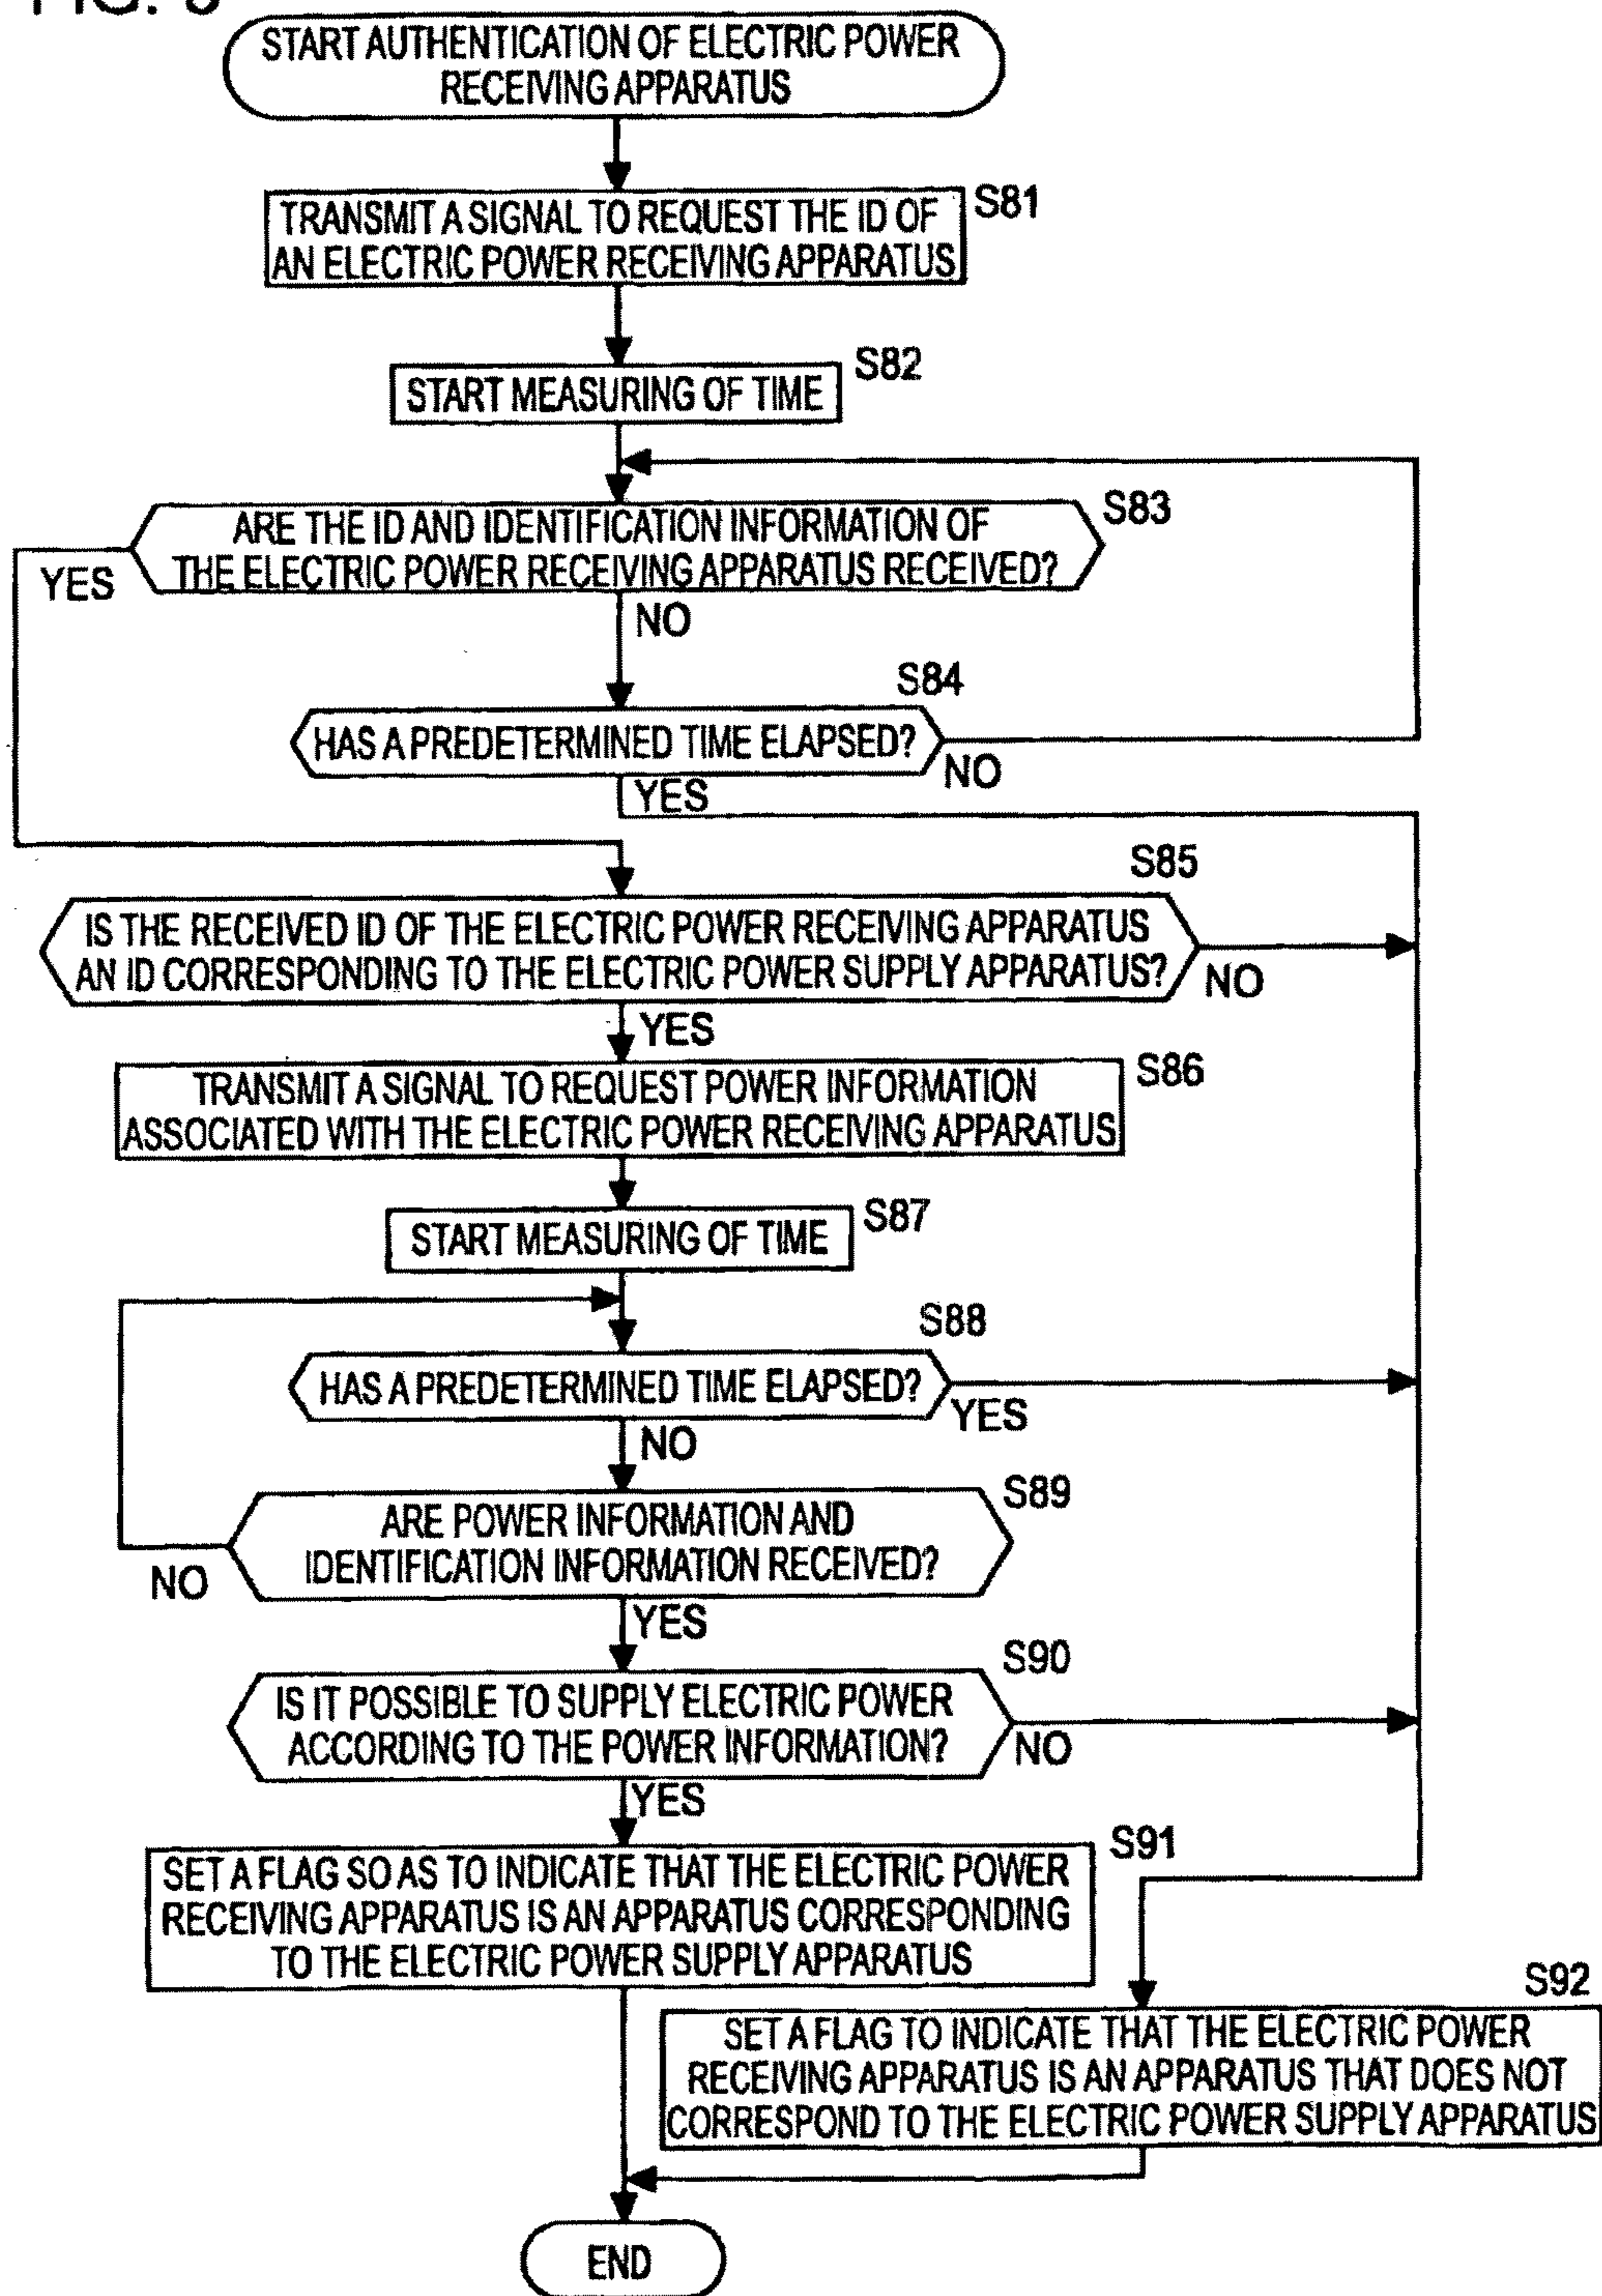 START AUTHENTICATION OF ELECTRIC POWER
RECEIVING APPARATUS
S81
TRANSMIT A SIGNAL TO REQUEST THE ID OF
AN ELECTRIC POWER RECEIVING APPARATUS
S82
START MEASURING OF TIME
S83
ARE THE ID AND IDENTIFICATION INFORMATION OF
THE ELECTRIC POWER RECEIVING APPARATUS RECEIVED?
YES
NO
S84
HAS A PREDETERMINED TIME ELAPSED?
NO
YES
S85
IS THE RECEIVED ID OF THE ELECTRIC POWER RECEIVING APPARATUS
AN ID CORRESPONDING TO THE ELECTRIC POWER SUPPLY APPARATUS?
NO
YES
S86
TRANSMIT A SIGNAL TO REQUEST POWER INFORMATION
ASSOCIATED WITH THE ELECTRIC POWER RECEIVING APPARATUS
S87
START MEASURING OF TIME
S88
HAS A PREDETERMINED TIME ELAPSED?
YES
NO
S89
ARE POWER INFORMATION AND
IDENTIFICATION INFORMATION RECEIVED?
NO
YES
S90
IS IT POSSIBLE TO SUPPLY ELECTRIC POWER
ACCORDING TO THE POWER INFORMATION?
NO
YES
S91
SET A FLAG SO AS TO INDICATE THAT THE ELECTRIC POWER
RECEIVING APPARATUS IS AN APPARATUS CORRESPONDING
TO THE ELECTRIC POWER SUPPLY APPARATUS
S92
SET A FLAG TO INDICATE THAT THE ELECTRIC POWER
RECEIVING APPARATUS IS AN APPARATUS THAT DOES NOT
CORRESPOND TO THE ELECTRIC POWER SUPPLY APPARATUS
END